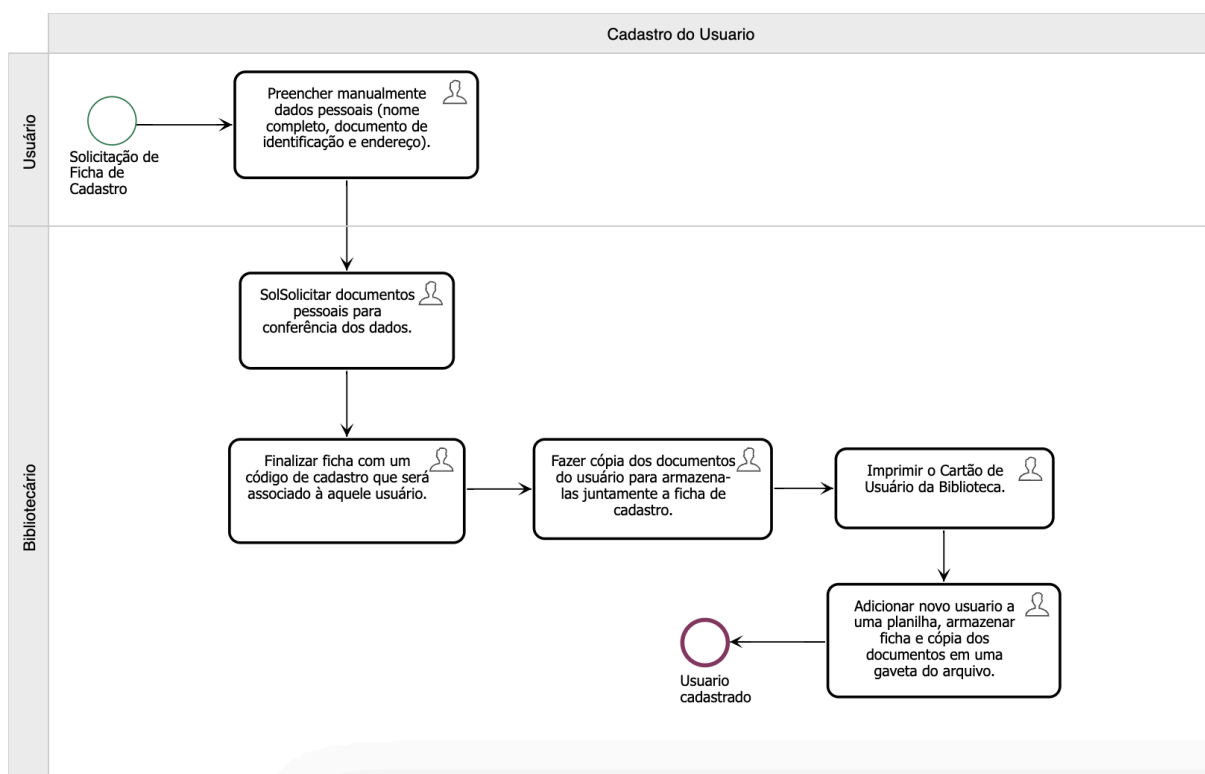 Cadastro do Usuario
Usuário
Solicitação de
Ficha de
Cadastro
Preencher manualmente
dados pessoais (nome
completo, documento de
identificação e endereço).
Bibliotecário
SolSolicitar documentos
pessoais para
conferência dos dados.
Finalizar ficha com um
código de cadastro que será
associado à aquele usuário.
Fazer cópia dos documentos
do usuário para armazena-
las juntamente a ficha de
cadastro.
Imprimir o Cartão de
Usuário da Biblioteca.
Adicionar novo usuario a
uma planilha, armazenar
ficha e cópia dos
documentos em uma
gaveta do arquivo.
Usuario
cadastrado